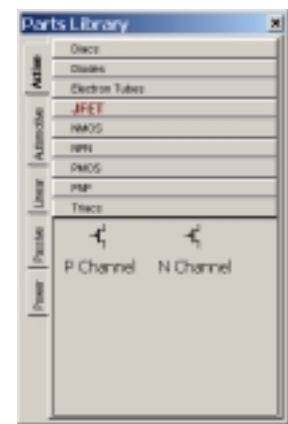 Parts Library
Active
Automotive
Linear
Passive
Power
Diacs
Diodes
Electron Tubes
JFET
NMOS
NPN
PMOS
PNP
Triacs
P Channel N Channel